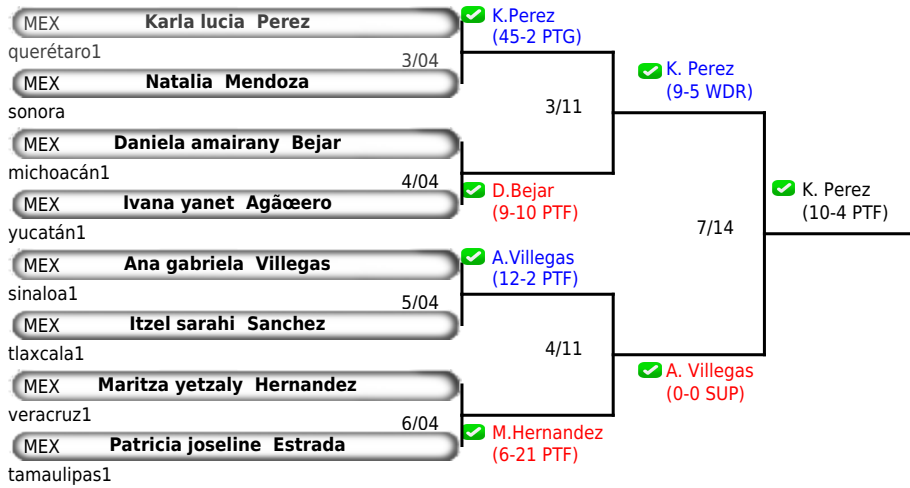 MEX Karla lucia  Perez
querétaro1
MEX Natalia  Mendoza
sonora
3/04
K.Perez
(45-2 PTG)
MEX Daniela amairany  Bejar
michoacán1
MEX Ivana yanet  Agãœero
yucatán1
4/04
D.Bejar
(9-10 PTF)
3/11
K. Perez
(9-5 WDR)
MEX Ana gabriela  Villegas
sinaloa1
MEX Itzel sarahi  Sanchez
tlaxcala1
5/04
A.Villegas
(12-2 PTF)
MEX Maritza yetzaly  Hernandez
veracruz1
MEX Patricia joseline  Estrada
tamaulipas1
6/04
M.Hernandez
(6-21 PTF)
4/11
A. Villegas
(0-0 SUP)
7/14
K. Perez
(10-4 PTF)